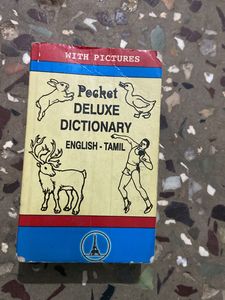 WITH PICTURES
Pocket
DELUXE
DICTIONARY
ENGLISH - TAMIL